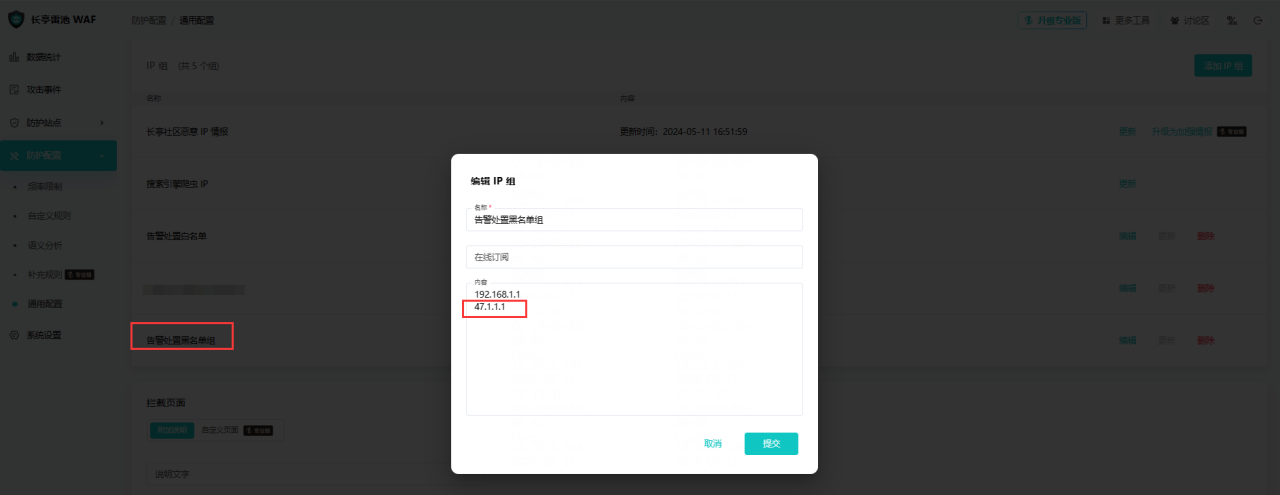 长亭雷池 WAF
防护配置 / 通用配置
升级专业版
更多工具
讨论区
数据统计
攻击事件
防护站点
防护配置
频率限制
自定义规则
语义分析
补充规则 专业版
通用配置
系统设置
IP 组 (共 5 个组)
添加 IP 组
名称
内容
长亭社区恶意 IP 情报
更新时间：2024-05-11 16:51:59
更新
升级为加强情报 专业版
搜索引擎爬虫 IP
更新
告警处置白名单
编辑
更新
删除
编辑
更新
删除
告警处置黑名单组
编辑
更新
删除
编辑 IP 组
名称 *
告警处置黑名单组
在线订阅
内容
192.168.1.1
47.1.1.1
取消
提交
拦截页面
附加说明
自定义页面 专业版
说明文字